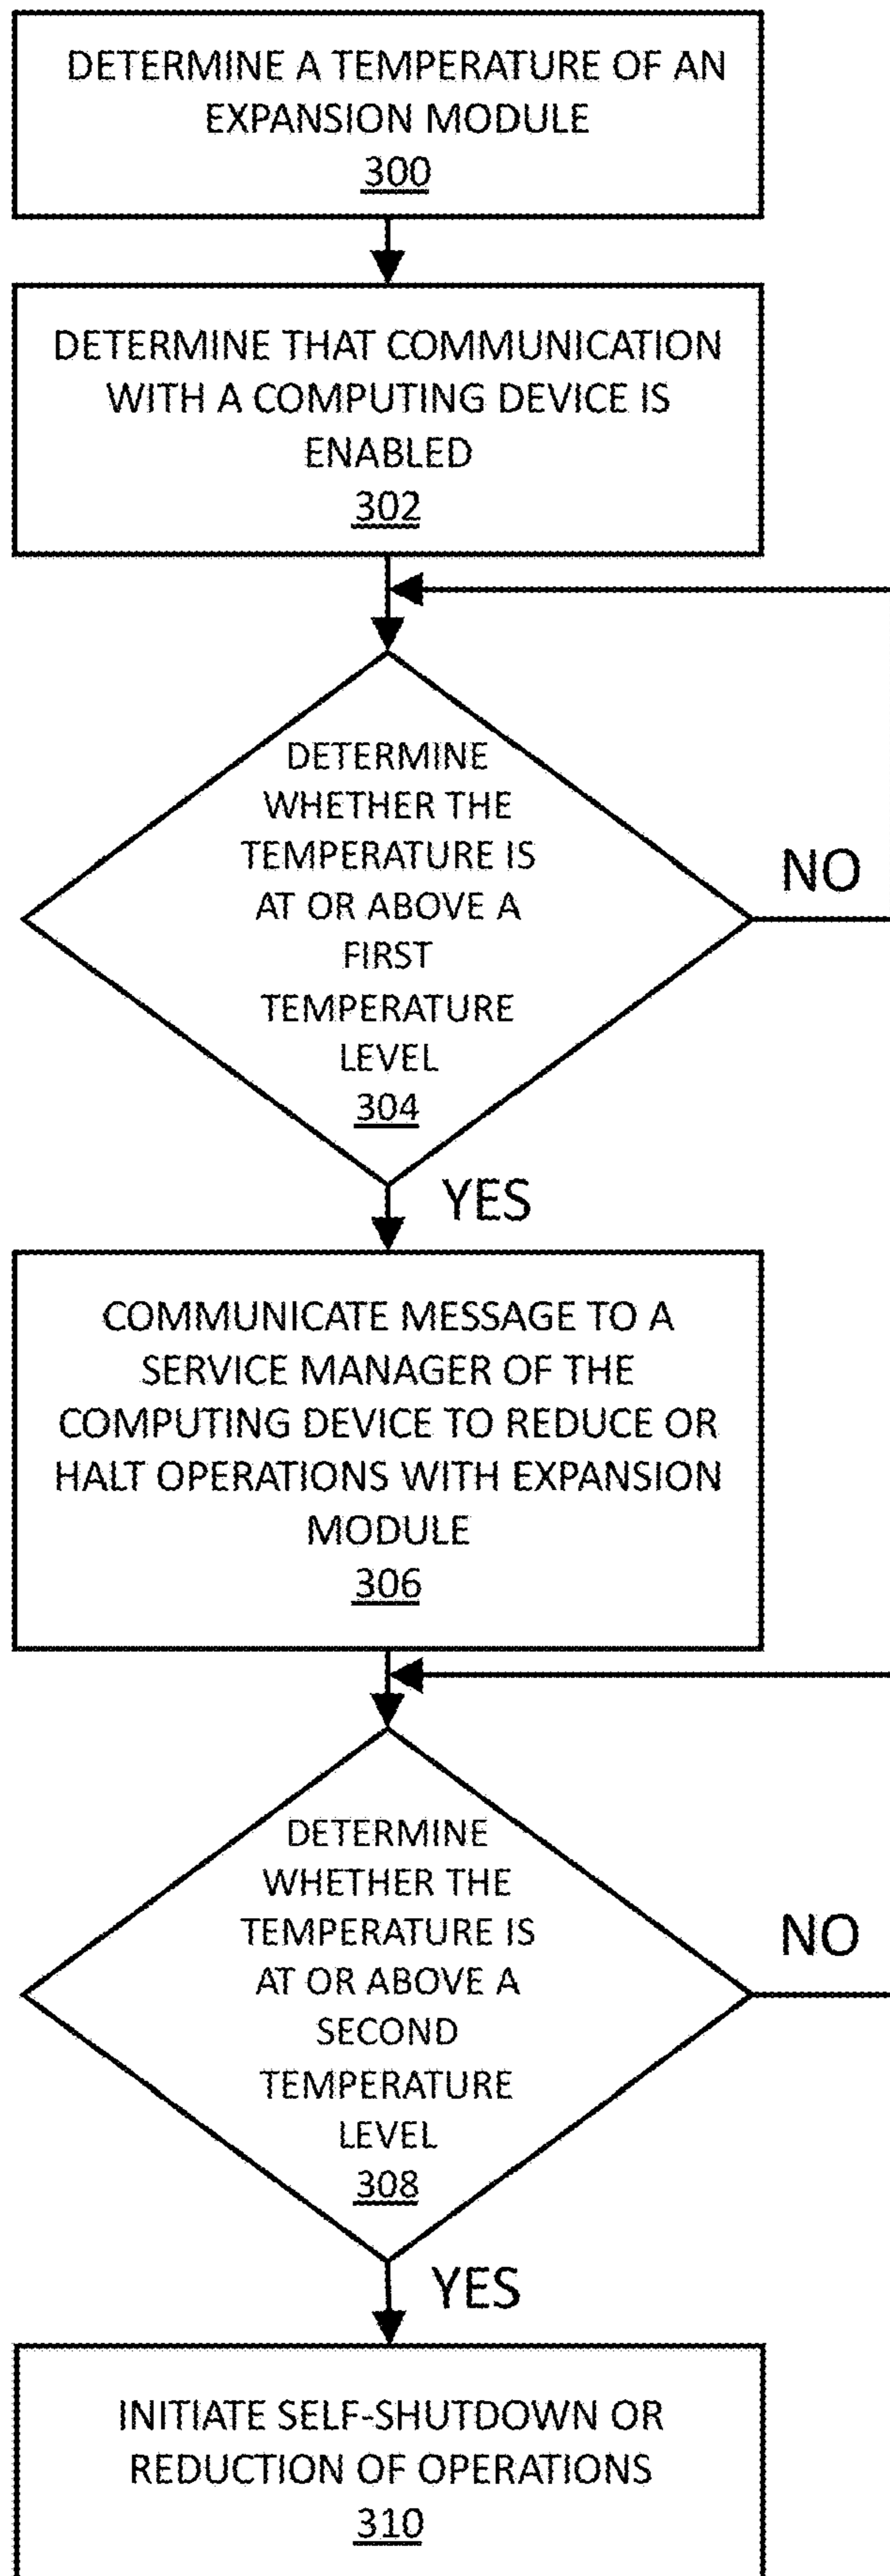 DETERMINE A TEMPERATURE OF AN
EXPANSION MODULE
300
DETERMINE THAT COMMUNICATION
WITH A COMPUTING DEVICE IS
ENABLED
302
DETERMINE
WHETHER THE
TEMPERATURE IS
AT OR ABOVE A
FIRST
TEMPERATURE
LEVEL
304
NO
YES
COMMUNICATE MESSAGE TO A
SERVICE MANAGER OF THE
COMPUTING DEVICE TO REDUCE OR
HALT OPERATIONS WITH EXPANSION
MODULE
306
DETERMINE
WHETHER THE
TEMPERATURE IS
AT OR ABOVE A
SECOND
TEMPERATURE
LEVEL
308
NO
YES
INITIATE SELF-SHUTDOWN OR
REDUCTION OF OPERATIONS
310